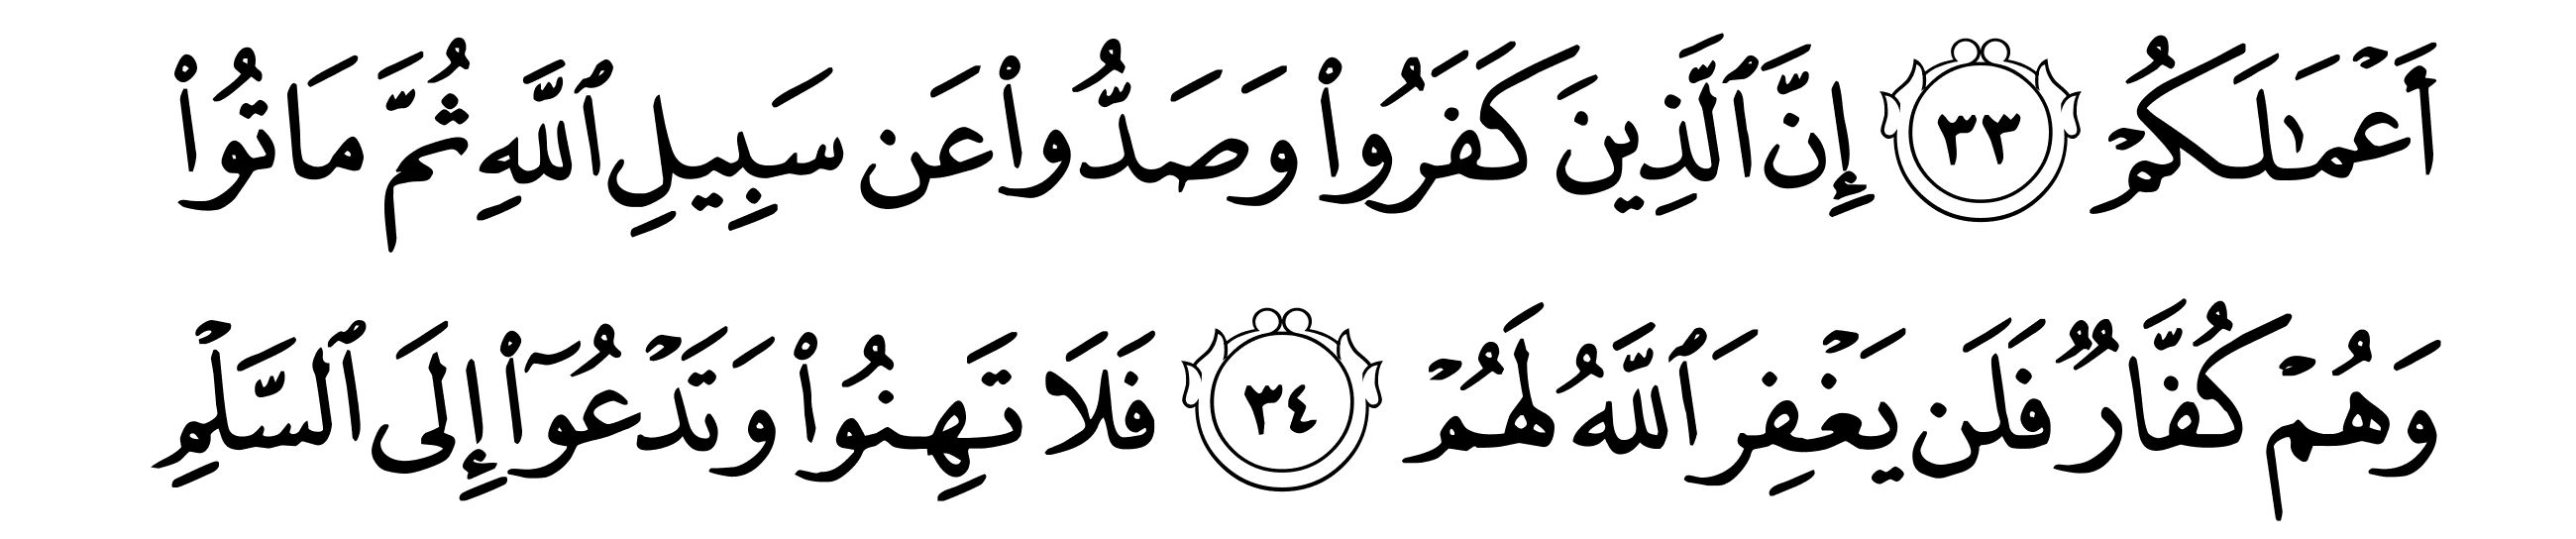 أَعْمَٰلَكُمْ ٣٣ إِنَّ ٱلَّذِينَ كَفَرُوا۟ وَصَدُّوا۟ عَن سَبِيلِ ٱللَّهِ ثُمَّ مَاتُوا۟
وَهُمْ كُفَّارٌ فَلَن يَغْفِرَ ٱللَّهُ لَهُمْ ٣٤ فَلَا تَهِنُوا۟ وَتَدْعُوٓا۟ إِلَى ٱلسَّلْمِ